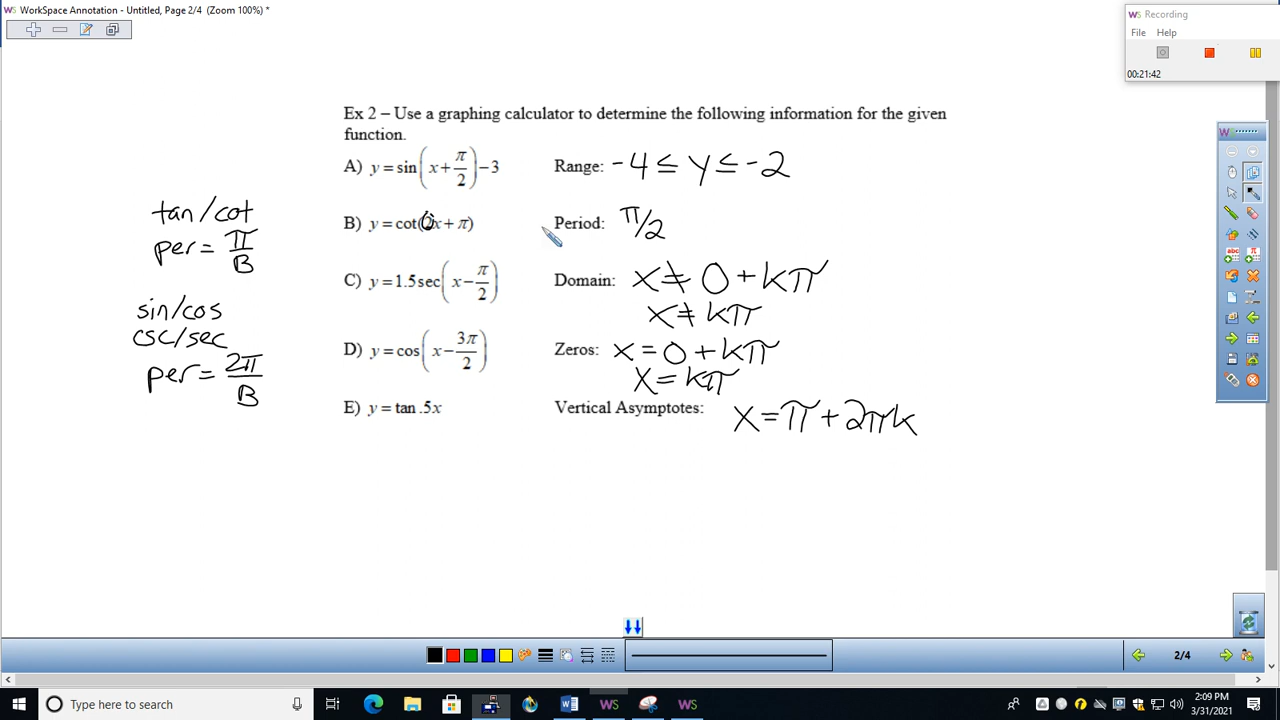 WorkSpace Annotation - Untitled, Page 2/4 (Zoom 100%) *
Recording
File Help
00:21:42
Ex 2 – Use a graphing calculator to determine the following information for the given
function.
A) y = sin(x + π/2) − 3 Range: -4 ≤ y ≤ -2
B) y = cot(2x + π) Period: π/2
C) y = 1.5sec(x − π/2) Domain: x ≠ 0 + kπ
x ≠ kπ
D) y = cos(x − 3π/2) Zeros: x = 0 + kπ
x = kπ
E) y = tan .5x Vertical Asymptotes: x = π + 2πk
tan/cot
per = π/B
sin/cos
csc/sec
per = 2π/B
2/4
Type here to search
2:09 PM
3/31/2021